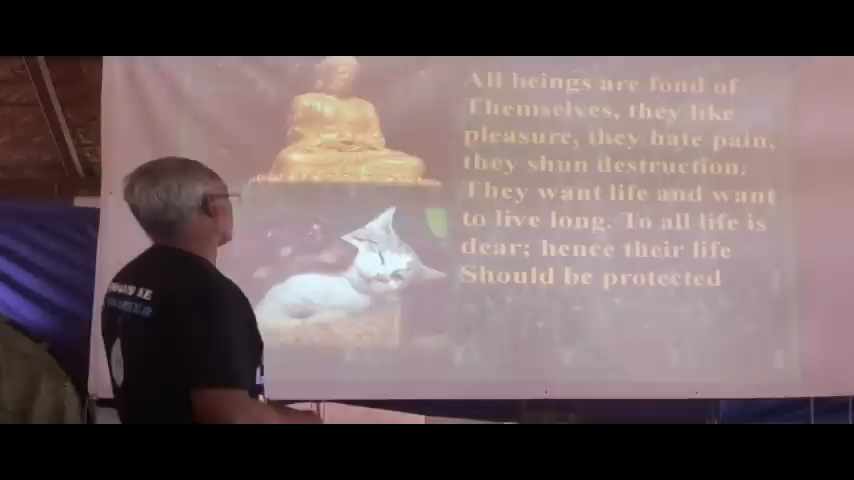 All beings are fond of
Themselves, they like
pleasure, they hate pain,
they shun destruction.
They want life and want
to live long. To all life is
dear; hence their life
Should be protected